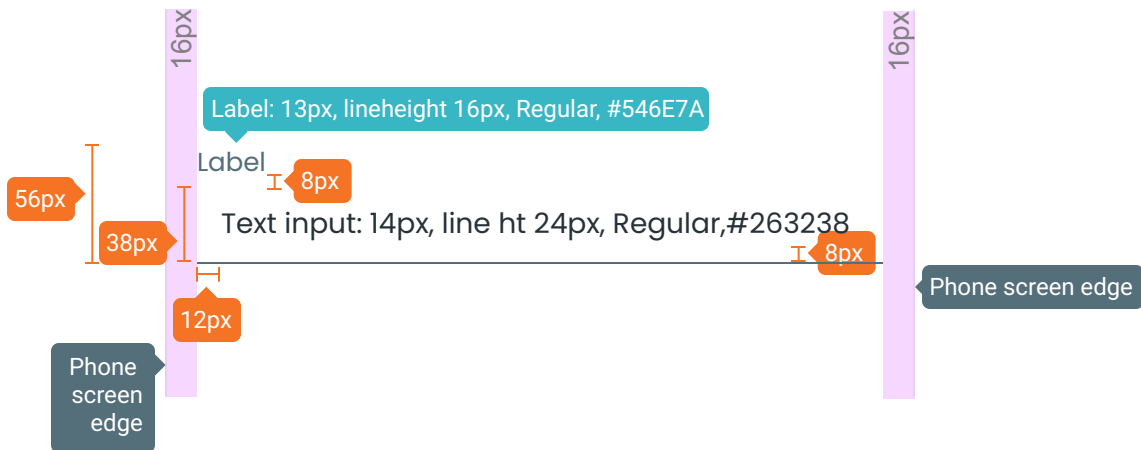 16px
16px
Label: 13px, lineheight 16px, Regular, #546E7A
Label
8px
56px
Text input: 14px, line ht 24px, Regular,#263238
38px
8px
Phone screen edge
12px
Phone
screen
edge